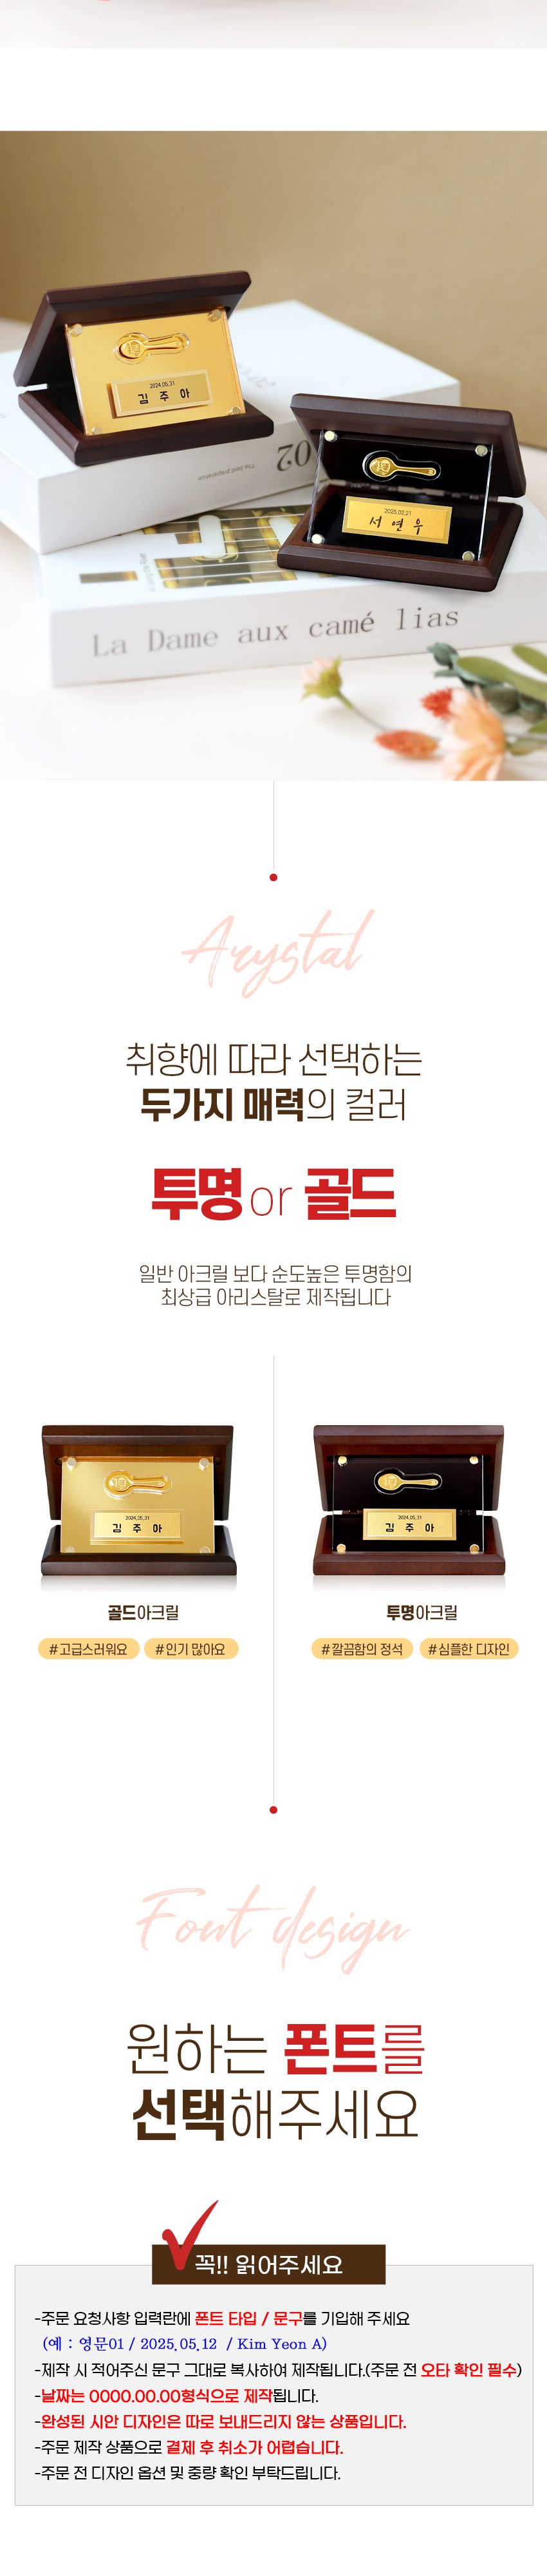 2024.05.31
김 주 아
02
The best preparation
2025.02.21
서 연 우
La Dame aux camé lias
Arystal
취향에 따라 선택하는
두가지 매력의 컬러
투명 or 골드
일반 아크릴 보다 순도높은 투명함의
최상급 아리스탈로 제작됩니다
2024.05.31
김 주 아
2024.05.31
김 주 아
골드아크릴
투명아크릴
#고급스러워요 #인기 많아요
#깔끔함의 정석 #심플한 디자인
Font design
원하는 폰트를
선택해주세요
꼭!! 읽어주세요
-주문 요청사항 입력란에 폰트 타입 / 문구를 기입해 주세요
(예 : 영문01 / 2025.05.12 / Kim Yeon A)
-제작 시 적어주신 문구 그대로 복사하여 제작됩니다.(주문 전 오타 확인 필수)
-날짜는 0000.00.00형식으로 제작됩니다.
-완성된 시안 디자인은 따로 보내드리지 않는 상품입니다.
-주문 제작 상품으로 결제 후 취소가 어렵습니다.
-주문 전 디자인 옵션 및 중량 확인 부탁드립니다.